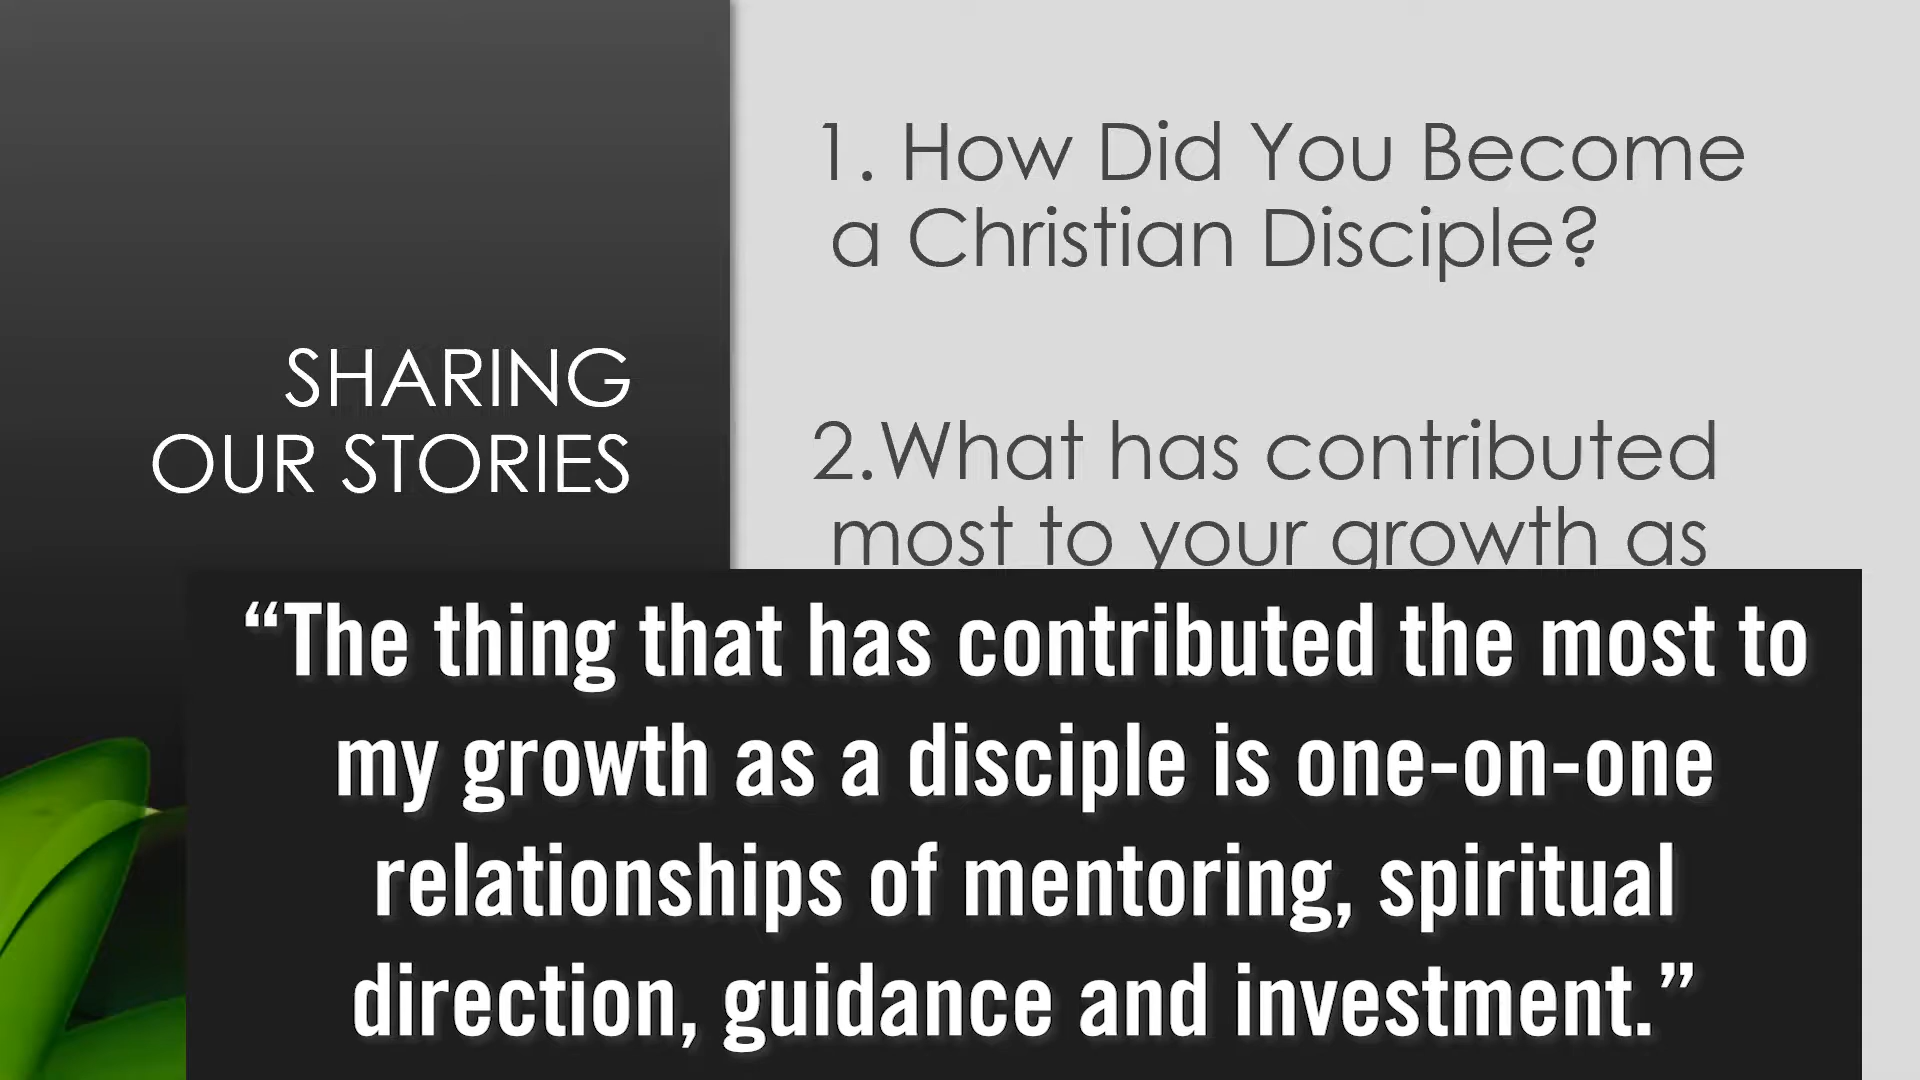 SHARING
OUR STORIES
1. How Did You Become
a Christian Disciple?
2.What has contributed
most to your growth as
“The thing that has contributed the most to
my growth as a disciple is one-on-one
relationships of mentoring, spiritual
direction, guidance and investment.”